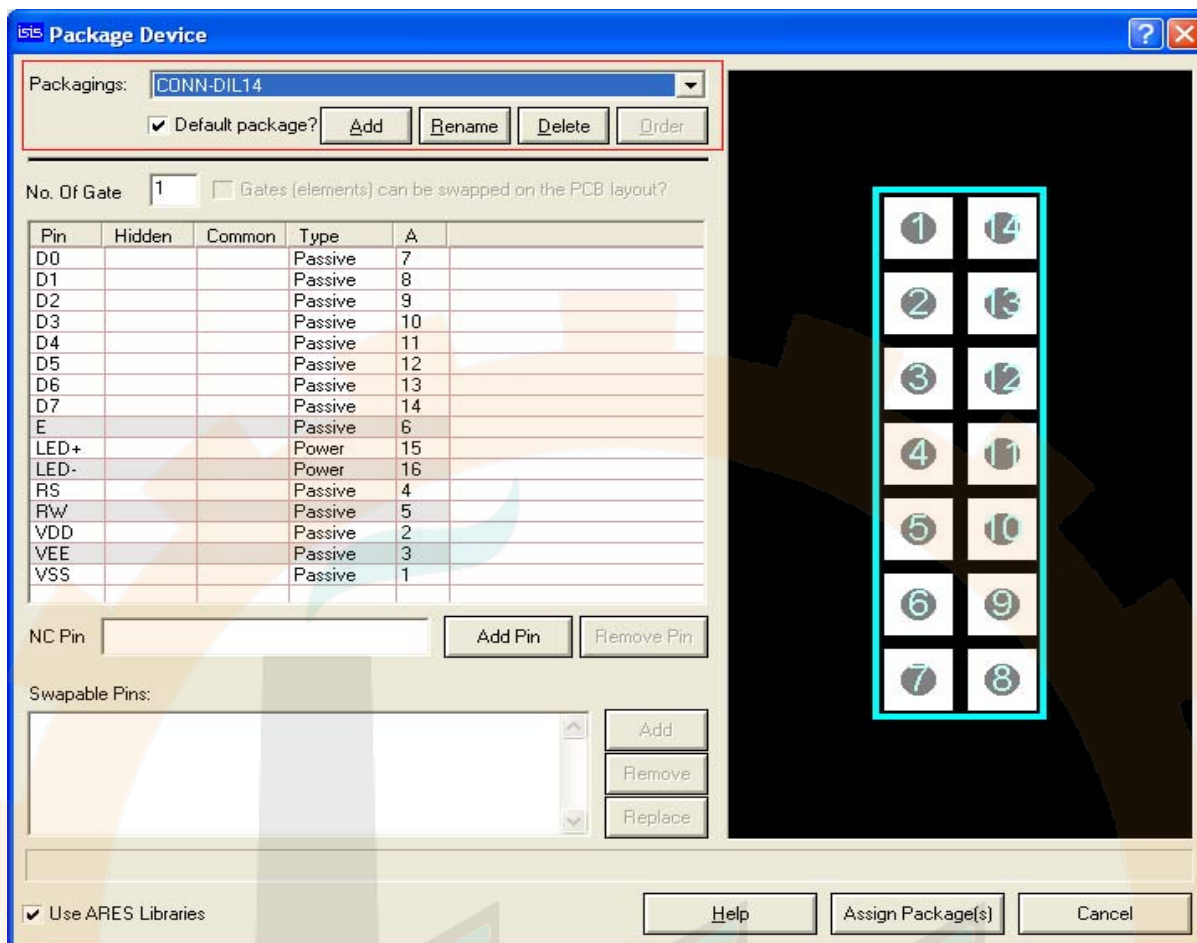 isis Package Device
Packagings: CONN-DIL14
Default package? Add Rename Delete Order
No. Of Gate 1 Gates (elements) can be swapped on the PCB layout?
Pin Hidden Common Type A
D0 Passive 7
D1 Passive 8
D2 Passive 9
D3 Passive 10
D4 Passive 11
D5 Passive 12
D6 Passive 13
D7 Passive 14
E Passive 6
LED+ Power 15
LED- Power 16
RS Passive 4
RW Passive 5
VDD Passive 2
VEE Passive 3
VSS Passive 1
NC Pin Add Pin Remove Pin
Swapable Pins:
Add
Remove
Replace
1 14
2 13
3 12
4 11
5 10
6 9
7 8
Use ARES Libraries Help Assign Package(s) Cancel